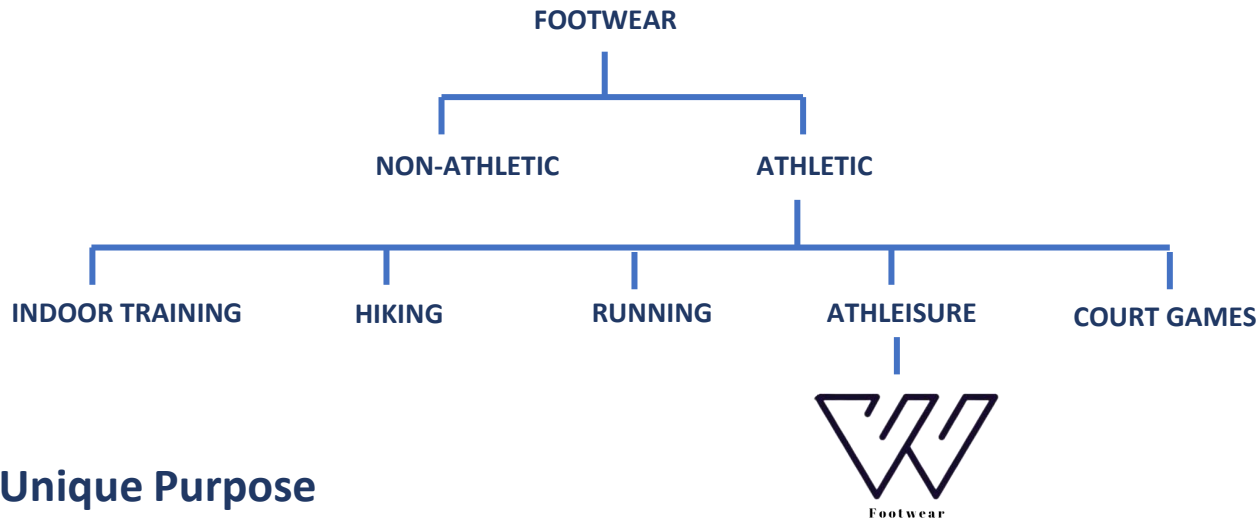 FOOTWEAR
NON-ATHLETIC
ATHLETIC
INDOOR TRAINING
HIKING
RUNNING
ATHLEISURE
COURT GAMES
Unique Purpose
Footwear